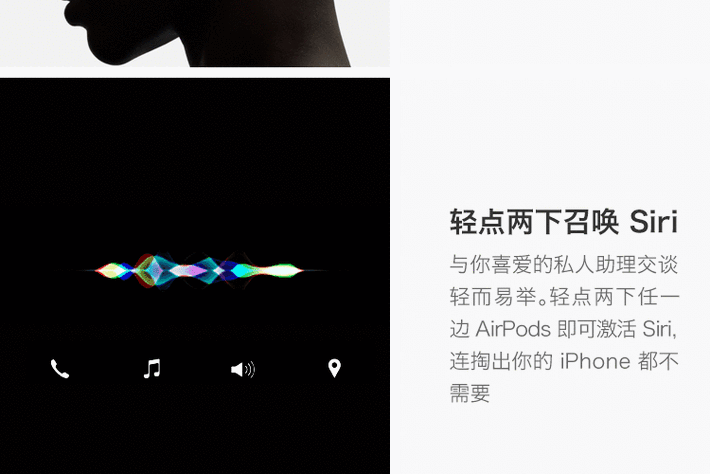 轻点两下召唤 Siri
与你喜爱的私人助理交谈
轻而易举。轻点两下任一
边 AirPods 即可激活 Siri,
连掏出你的 iPhone 都不
需要